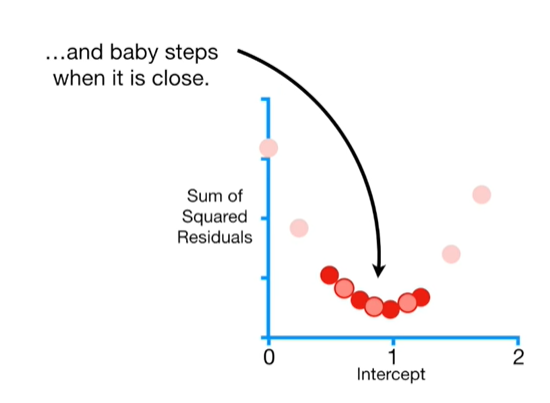 ...and baby steps
when it is close.
Sum of
Squared
Residuals
0
1
2
Intercept